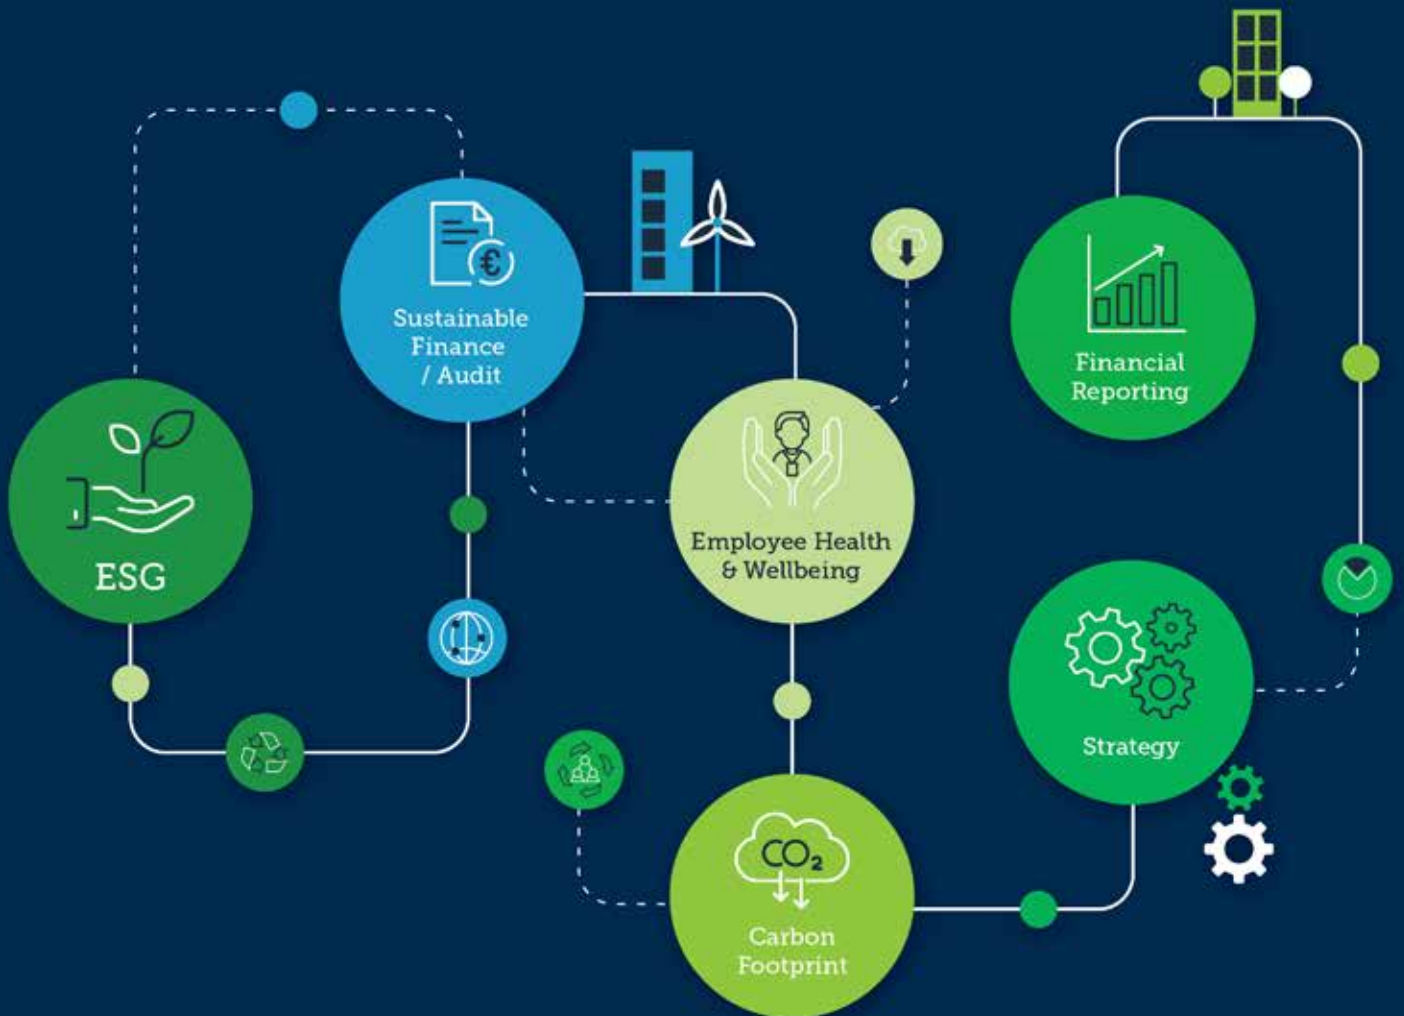 ESG
€
Sustainable
Finance
/ Audit
Employee Health
& Wellbeing
CO₂
Carbon
Footprint
Strategy
Financial
Reporting